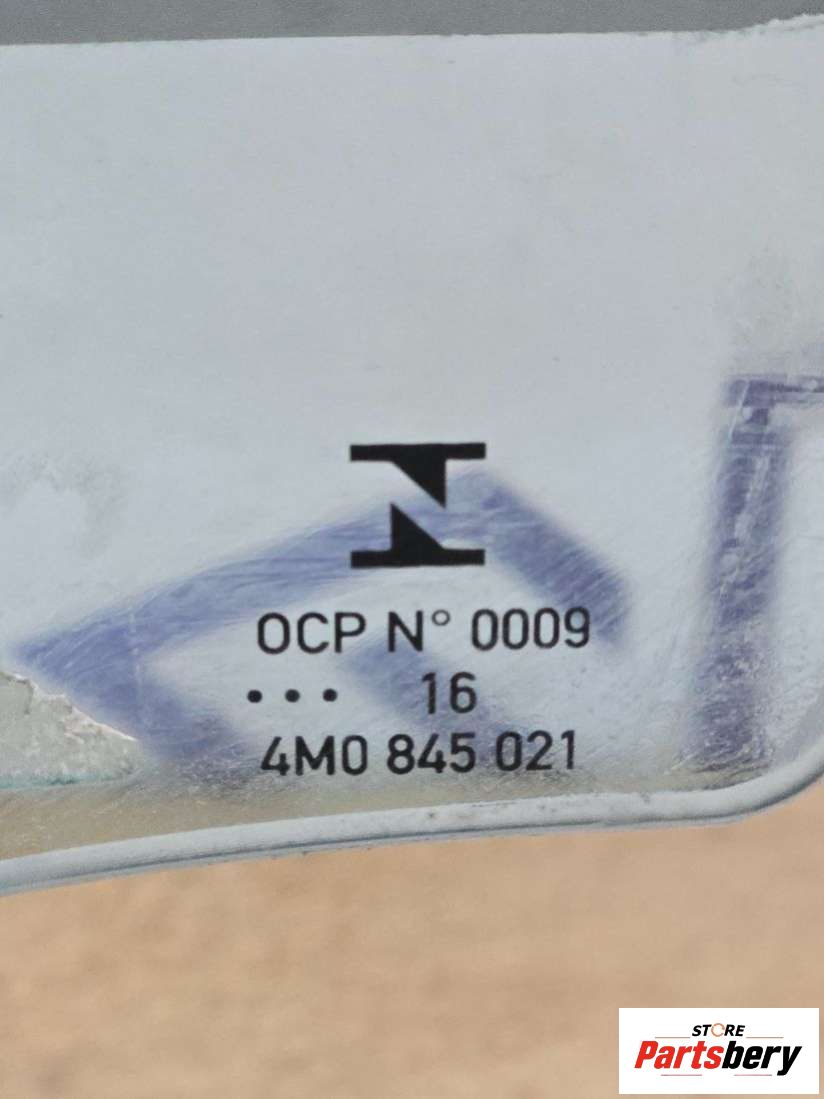 OCP N° 0009
••• 16
4M0 845 021
STORE
Partsbery